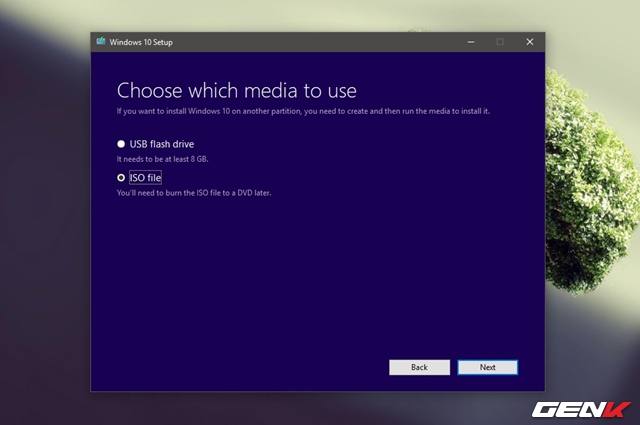 Windows 10 Setup
Choose which media to use
If you want to install Windows 10 on another partition, you need to create and then run the media to install it.
USB flash drive
It needs to be at least 8 GB.
ISO file
You'll need to burn the ISO file to a DVD later.
Back
Next
GENK